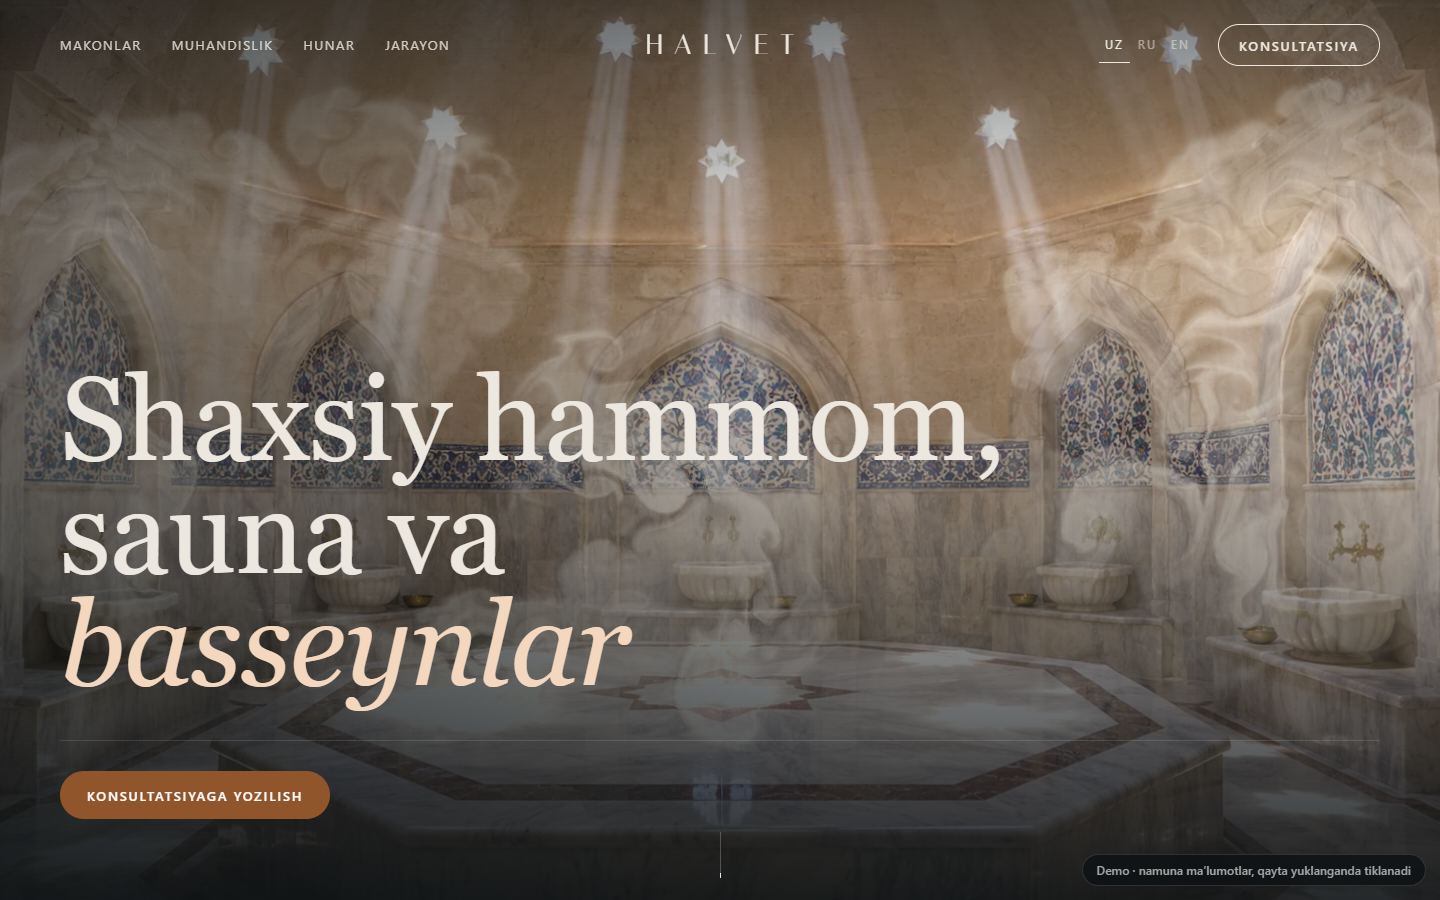 MAKONLAR MUHANDISLIK HUNAR JARAYON
HALVET
UZ RU EN
KONSULTATSIYA
Shaxsiy hammom,
sauna va
basseynlar
KONSULTATSIYAGA YOZILISH
Demo · namuna ma'lumotlar, qayta yuklanganda tiklanadi